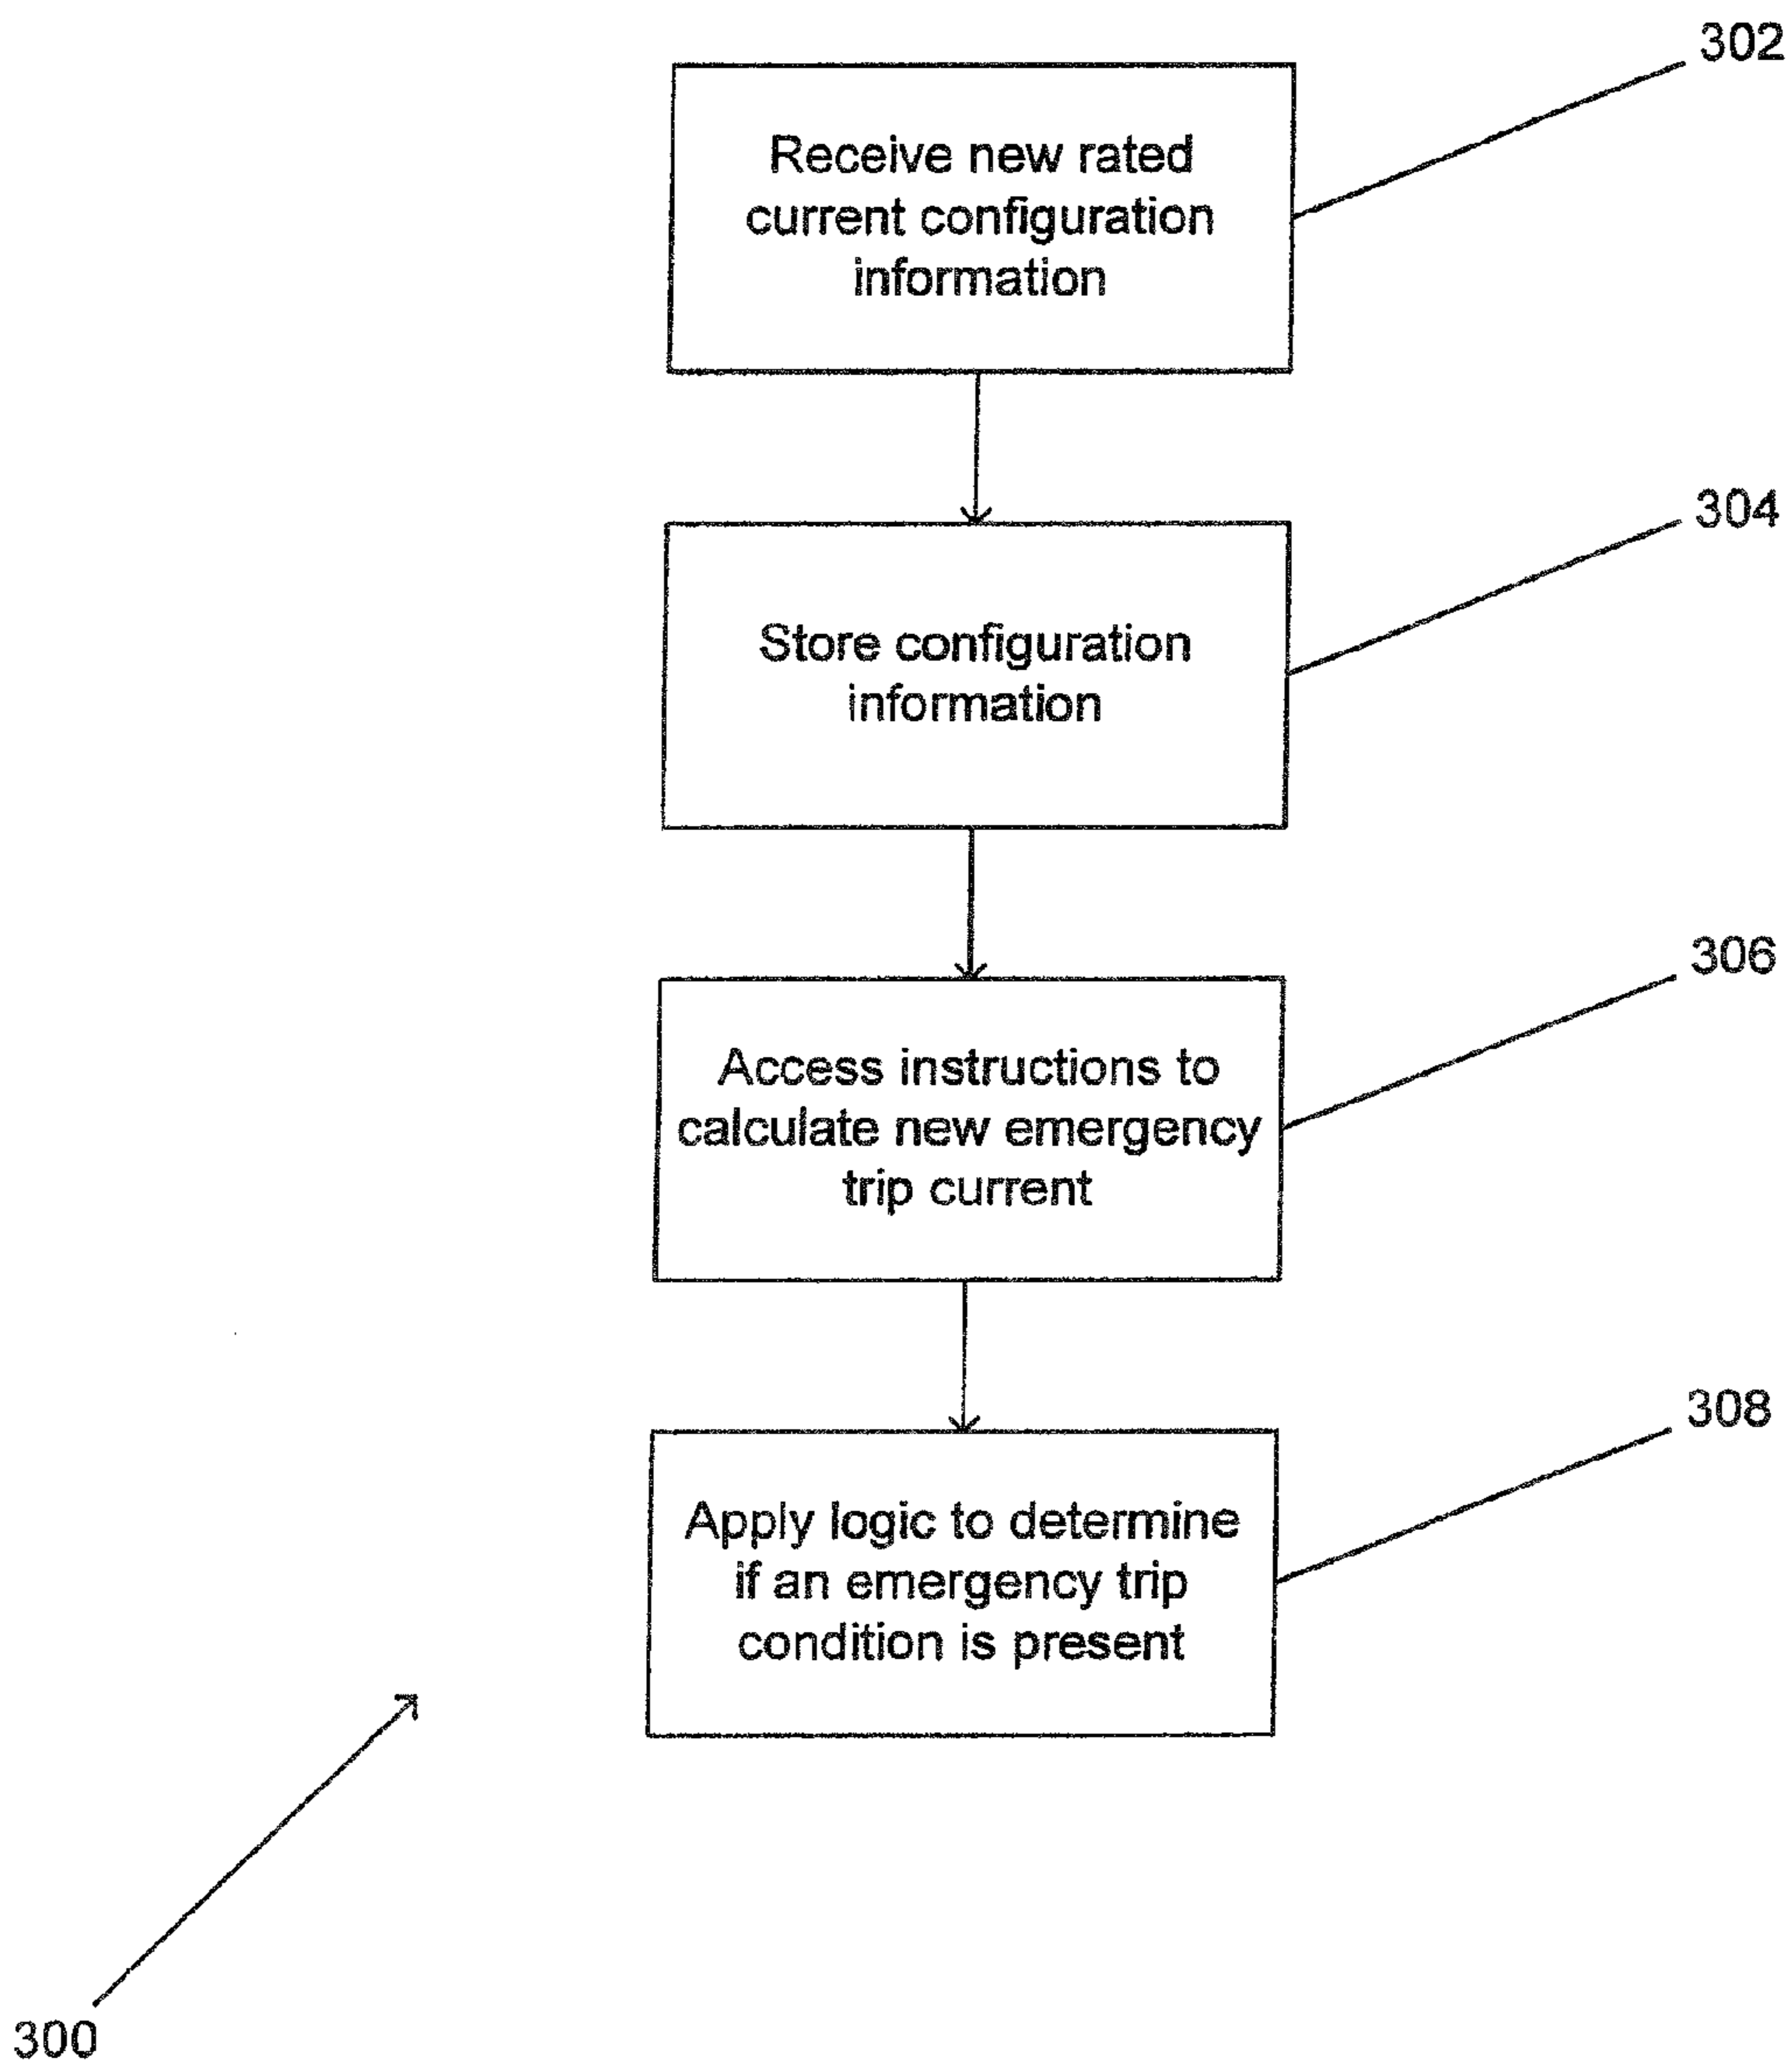 302
Receive new rated
current configuration
information
304
Store configuration
information
306
Access instructions to
calculate new emergency
trip current
308
Apply logic to determine
if an emergency trip
condition is present
300